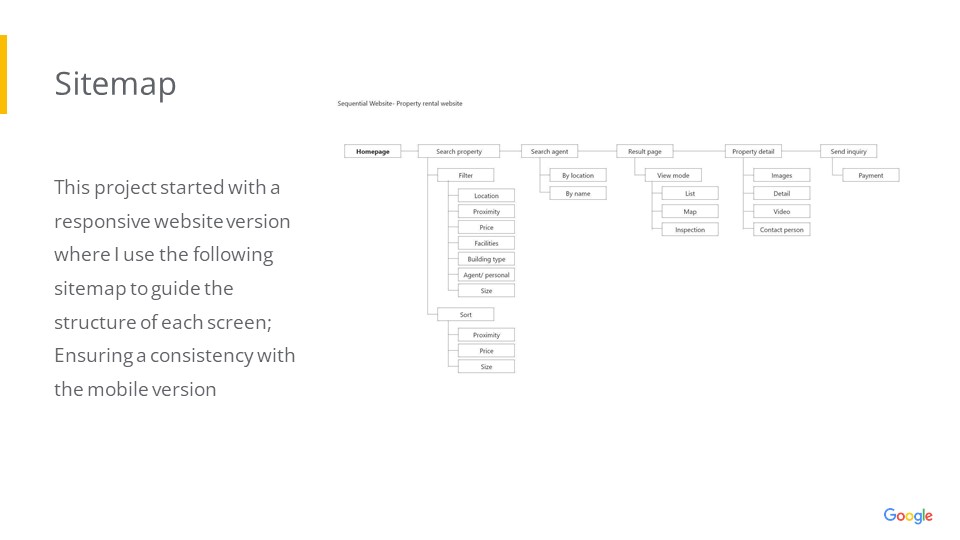 Sitemap
Sequential Website- Property rental website
This project started with a
responsive website version
where I use the following
sitemap to guide the
structure of each screen;
Ensuring a consistency with
the mobile version
Homepage
Search property
Filter
Location
Proximity
Price
Facilities
Building type
Agent/ personal
Size
Sort
Proximity
Price
Size
Search agent
By location
By name
Result page
View mode
List
Map
Inspection
Property detail
Images
Detail
Video
Contact person
Send inquiry
Payment
Google